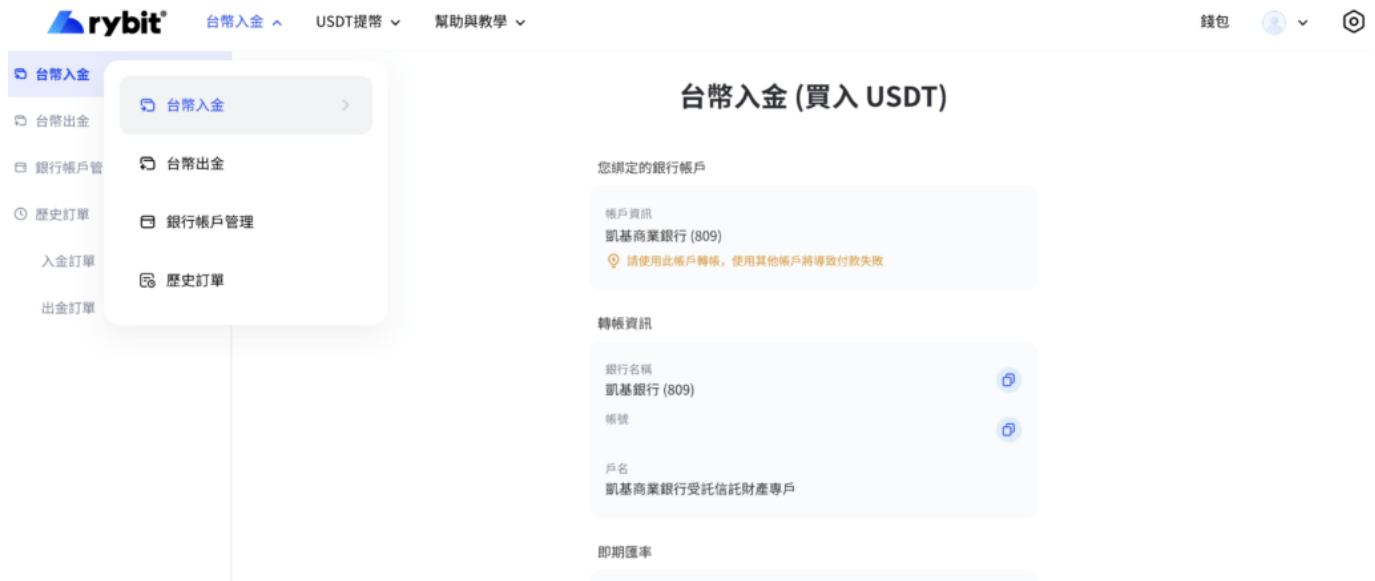 rybit®
台幣入金
USDT提幣
幫助與教學
錢包
台幣入金
台幣出金
銀行帳戶管
歷史訂單
入金訂單
出金訂單
台幣入金
台幣出金
銀行帳戶管理
歷史訂單
台幣入金 (買入 USDT)
您綁定的銀行帳戶
帳戶資訊
凱基商業銀行 (809)
請使用此帳戶轉帳，使用其他帳戶將導致付款失敗
轉帳資訊
銀行名稱
凱基銀行 (809)
帳號
戶名
凱基商業銀行受託信託財產專戶
即期匯率